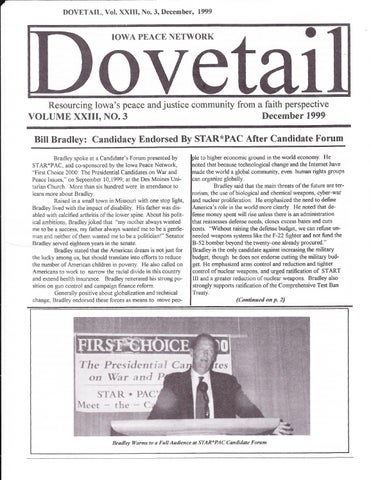 DOVETAIL, Vol. XXIII, No. 3, December, 1999
IOWA PEACE NETWORK
Dovetail
Resourcing Iowa's peace and justice community from a faith perspective
VOLUME XXIII, NO. 3 December 1999
Bill Bradley: Candidacy Endorsed By STAR*PAC After Candidate Forum
Bradley spoke at a Candidate's Forum presented by
STAR*PAC, and co-sponsored by the Iowa Peace Network,
"First Choice 2000: The Presidential Candidates on War and
Peace Issues," on September 10, 1999, at the Des Moines Uni-
tarian Church. More than six hundred were in attendance to
learn more about Bradley.
Raised in a small town in Missouri with one stop light,
Bradley lived with the impact of disability. His father was dis-
abled with calcified arthritis of the lower spine. About his polit-
ical ambitions, Bradley joked that "my mother always wanted
me to be a success, my father always wanted me to be a gentle-
man and neither of them wanted me to be a politician!" Senator
Bradley served eighteen years in the senate.
Bradley stated that the American dream is not just for
the lucky among us, but should translate into efforts to reduce
the number of American children in poverty. He also called on
Americans to work to narrow the racial divide in this country
and extend health insurance. Bradley reiterated his strong po-
sition on gun control and campaign finance reform.
Generally positive about globalization and technical
change, Bradley endorsed these forces as means to move peo-
ple to higher economic ground in the world economy. He
noted that because technological change and the Internet have
made the world a global community, even human rights groups
can organize globally.
Bradley said that the main threats of the future are ter-
rorism, the use of biological and chemical weapons, cyber-war
and nuclear proliferation. He emphasized the need to define
America's role in the world more clearly. He noted that de-
fense money spent will rise unless there is an administration
that reassesses defense needs, closes excess bases and cuts
costs. "Without raising the defense budget, we can refuse un-
needed weapons systems like the F-22 fighter and not fund the
B-52 bomber beyond the twenty-one already procured."
Bradley is the only candidate against increasing the military
budget, though he does not endorse cutting the military bud-
get. He emphasized arms control and reduction and tighter
control of nuclear weapons, and urged ratification of START
III and a greater reduction of nuclear weapons. Bradley also
strongly supports ratification of the Comprehensive Test Ban
Treaty.
(Continued on p. 2)
FIRST CHOICE 00
The Presidential Can tes
on War and P
STAR * PAC
Meet - the - C
Bradley Warms to a Full Audience at STAR*PAC Candidate Forum